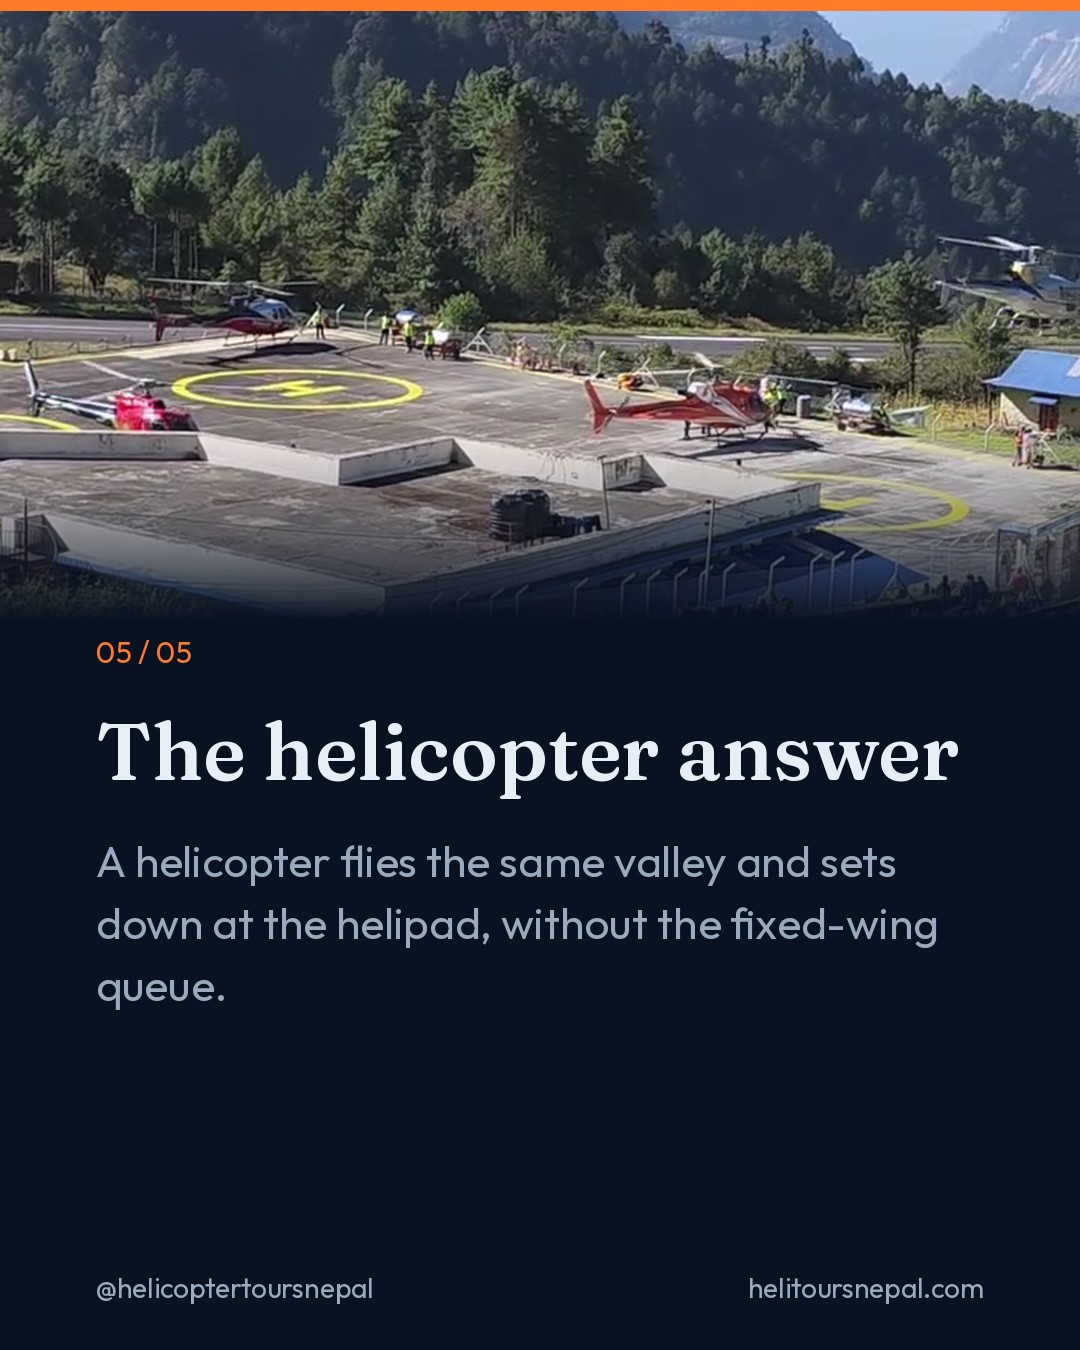 H
05 / 05
The helicopter answer
A helicopter flies the same valley and sets
down at the helipad, without the fixed-wing
queue.
@helicoptertoursnepal
helitoursnepal.com